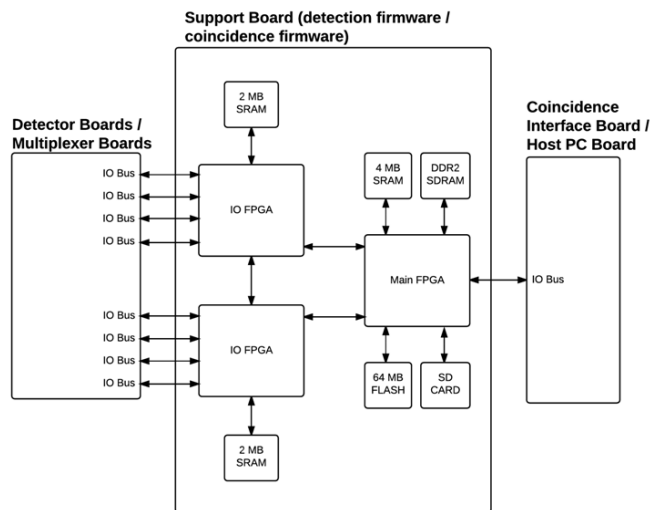 Support Board (detection firmware /
coincidence firmware)
Detector Boards /
Multiplexer Boards
Coincidence
Interface Board /
Host PC Board
2 MB
SRAM
IO Bus
IO Bus
IO Bus
IO Bus
IO FPGA
4 MB
SRAM
DDR2
SDRAM
Main FPGA
IO Bus
IO Bus
IO Bus
IO Bus
IO Bus
IO FPGA
64 MB
FLASH
SD
CARD
2 MB
SRAM